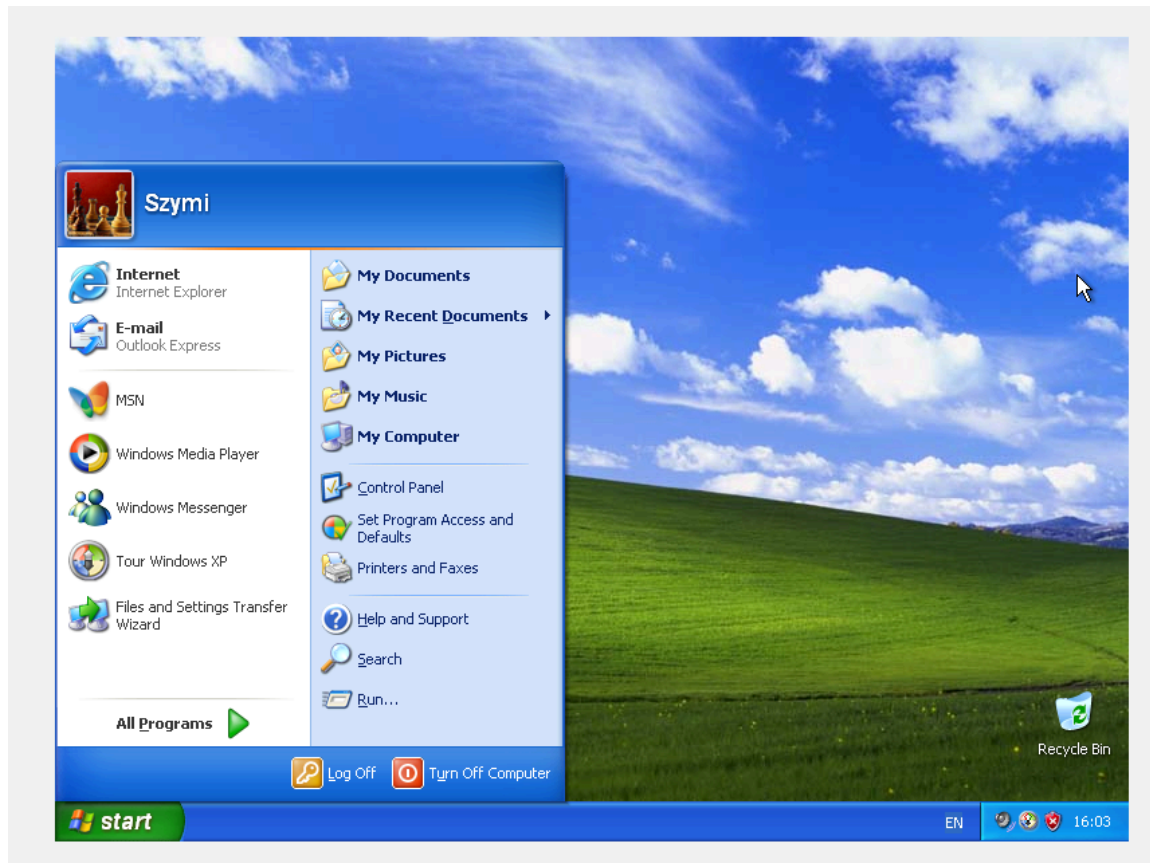 Szymi
Internet
Internet Explorer
E-mail
Outlook Express
MSN
Windows Media Player
Windows Messenger
Tour Windows XP
Files and Settings Transfer
Wizard
All Programs
My Documents
My Recent Documents
My Pictures
My Music
My Computer
Control Panel
Set Program Access and
Defaults
Printers and Faxes
Help and Support
Search
Run...
Log Off
Turn Off Computer
Recycle Bin
start
EN
16:03